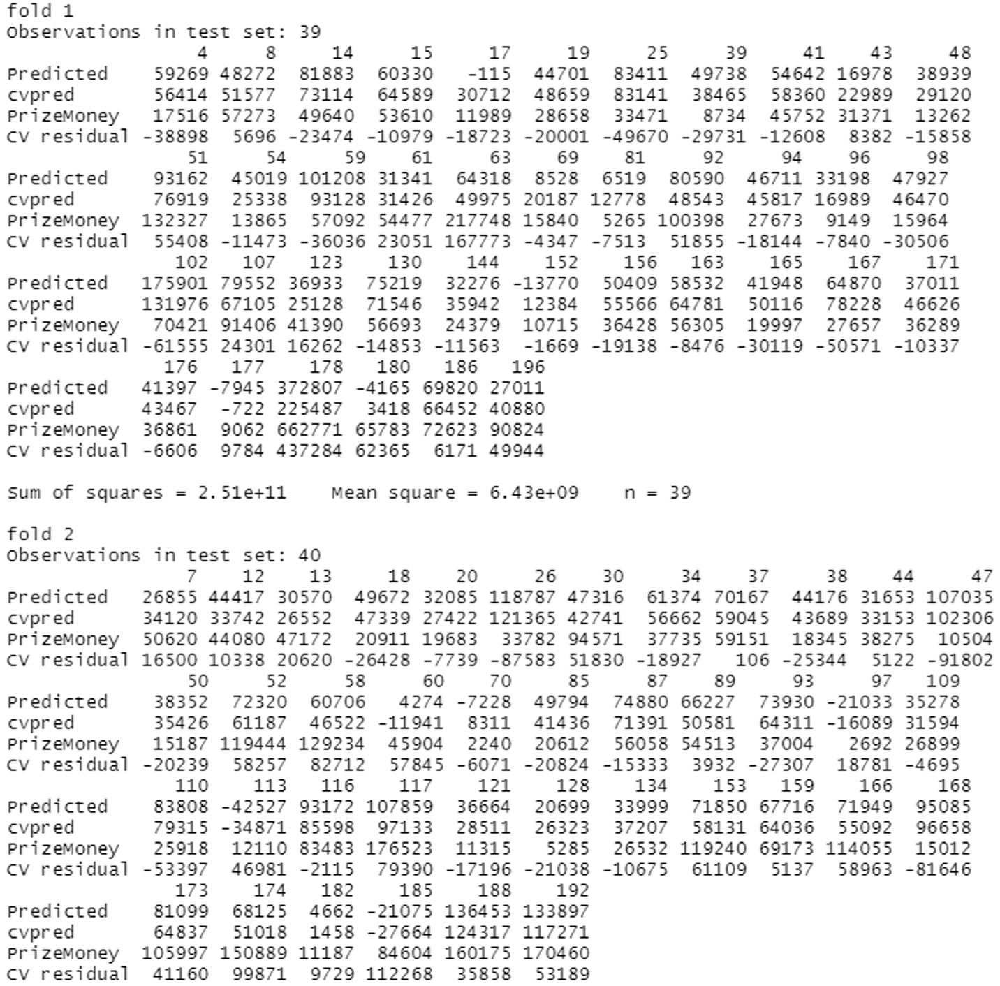 fold 1
Observations in test set: 39
4 8 14 15 17 19 25 39 41 43 48
Predicted 59269 48272 81883 60330 -115 44701 83411 49738 54642 16978 38939
cvpred 56414 51577 73114 64589 30712 48659 83141 38465 58360 22989 29120
PrizeMoney 17516 57273 49640 53610 11989 28658 33471 8734 45752 31371 13262
CV residual -38898 5696 -23474 -10979 -18723 -20001 -49670 -29731 -12608 8382 -15858
51 54 59 61 63 69 81 92 94 96 98
Predicted 93162 45019 101208 31341 64318 8528 6519 80590 46711 33198 47927
cvpred 76919 25338 93128 31426 49975 20187 12778 48543 45817 16989 46470
PrizeMoney 132327 13865 57092 54477 217748 15840 5265 100398 27673 9149 15964
CV residual 55408 -11473 -36036 23051 167773 -4347 -7513 51855 -18144 -7840 -30506
102 107 123 130 144 152 156 163 165 167 171
Predicted 175901 79552 36933 75219 32276 -13770 50409 58532 41948 64870 37011
cvpred 131976 67105 25128 71546 35942 12384 55566 64781 50116 78228 46626
PrizeMoney 70421 91406 41390 56693 24379 10715 36428 56305 19997 27657 36289
CV residual -61555 24301 16262 -14853 -11563 -1669 -19138 -8476 -30119 -50571 -10337
176 177 178 180 186 196
Predicted 41397 -7945 372807 -4165 69820 27011
cvpred 43467 -722 225487 3418 66452 40880
PrizeMoney 36861 9062 662771 65783 72623 90824
CV residual -6606 9784 437284 62365 6171 49944
Sum of squares = 2.51e+11 Mean square = 6.43e+09 n = 39
fold 2
Observations in test set: 40
7 12 13 18 20 26 30 34 37 38 44 47
Predicted 26855 44417 30570 49672 32085 118787 47316 61374 70167 44176 31653 107035
cvpred 34120 33742 26552 47339 27422 121365 42741 56662 59045 43689 33153 102306
PrizeMoney 50620 44080 47172 20911 19683 33782 94571 37735 59151 18345 38275 10504
CV residual 16500 10338 20620 -26428 -7739 -87583 51830 -18927 106 -25344 5122 -91802
50 52 58 60 70 85 87 89 93 97 109
Predicted 38352 72320 60706 4274 -7228 49794 74880 66227 73930 -21033 35278
cvpred 35426 61187 46522 -11941 8311 41436 71391 50581 64311 -16089 31594
PrizeMoney 15187 119444 129234 45904 2240 20612 56058 54513 37004 2692 26899
CV residual -20239 58257 82712 57845 -6071 -20824 -15333 3932 -27307 18781 -4695
110 113 116 117 121 128 134 153 159 166 168
Predicted 83808 -42527 93172 107859 36664 20699 33999 71850 67716 71949 95085
cvpred 79315 -34871 85598 97133 28511 26323 37207 58131 64036 55092 96658
PrizeMoney 25918 12110 83483 176523 11315 5285 26532 119240 69173 114055 15012
CV residual -53397 46981 -2115 79390 -17196 -21038 -10675 61109 5137 58963 -81646
173 174 182 185 188 192
Predicted 81099 68125 4662 -21075 136453 133897
cvpred 64837 51018 1458 -27664 124317 117271
PrizeMoney 105997 150889 11187 84604 160175 170460
CV residual 41160 99871 9729 112268 35858 53189